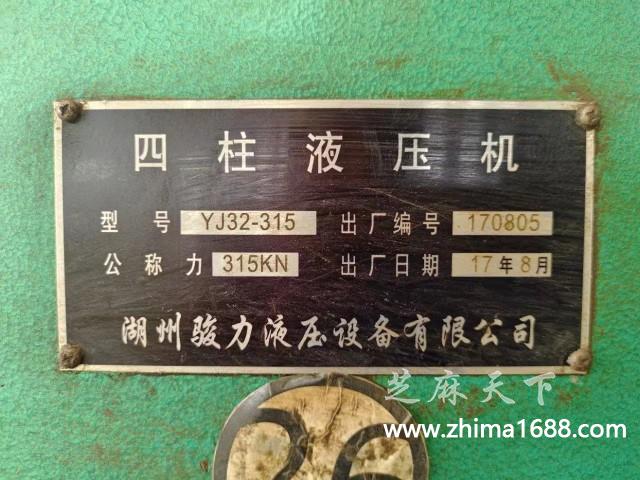 四柱液压机
型号 YJ32-315 出厂编号 170805
公称力 315KN 出厂日期 17年8月
湖州骏力液压设备有限公司
芝麻天下
www.zhima1688.com
26